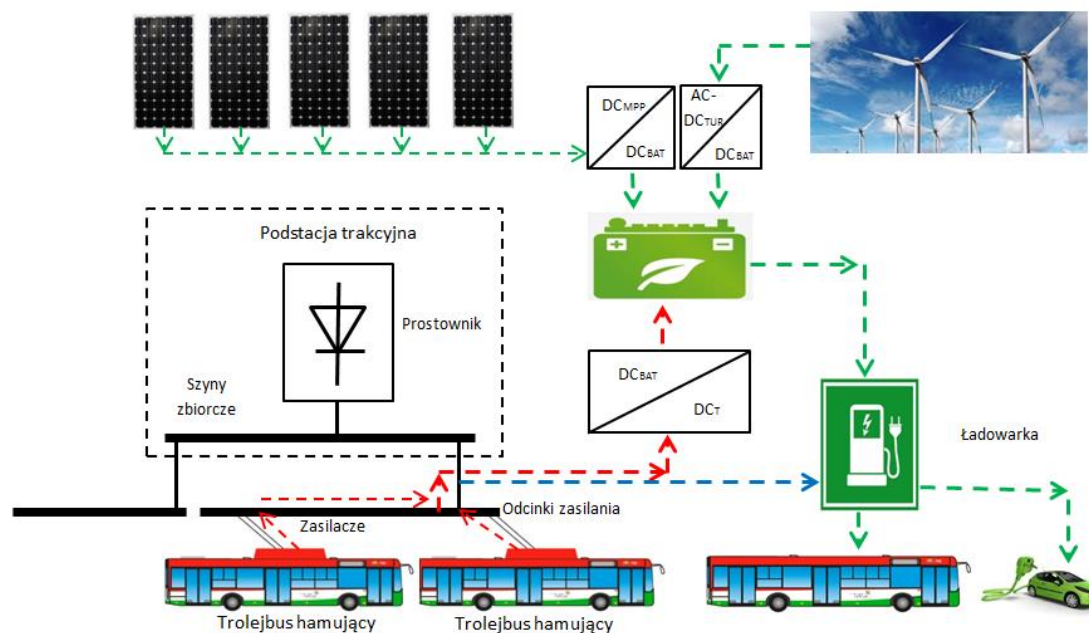 DCMPP
DCBAT
AC-
DCTUR
DCBAT
Podstacja trakcyjna
Prostownik
Szyny
zbiorcze
DCBAT
DCT
Ładowarka
Odcinki zasilania
Zasilacze
Trolejbus hamujący
Trolejbus hamujący